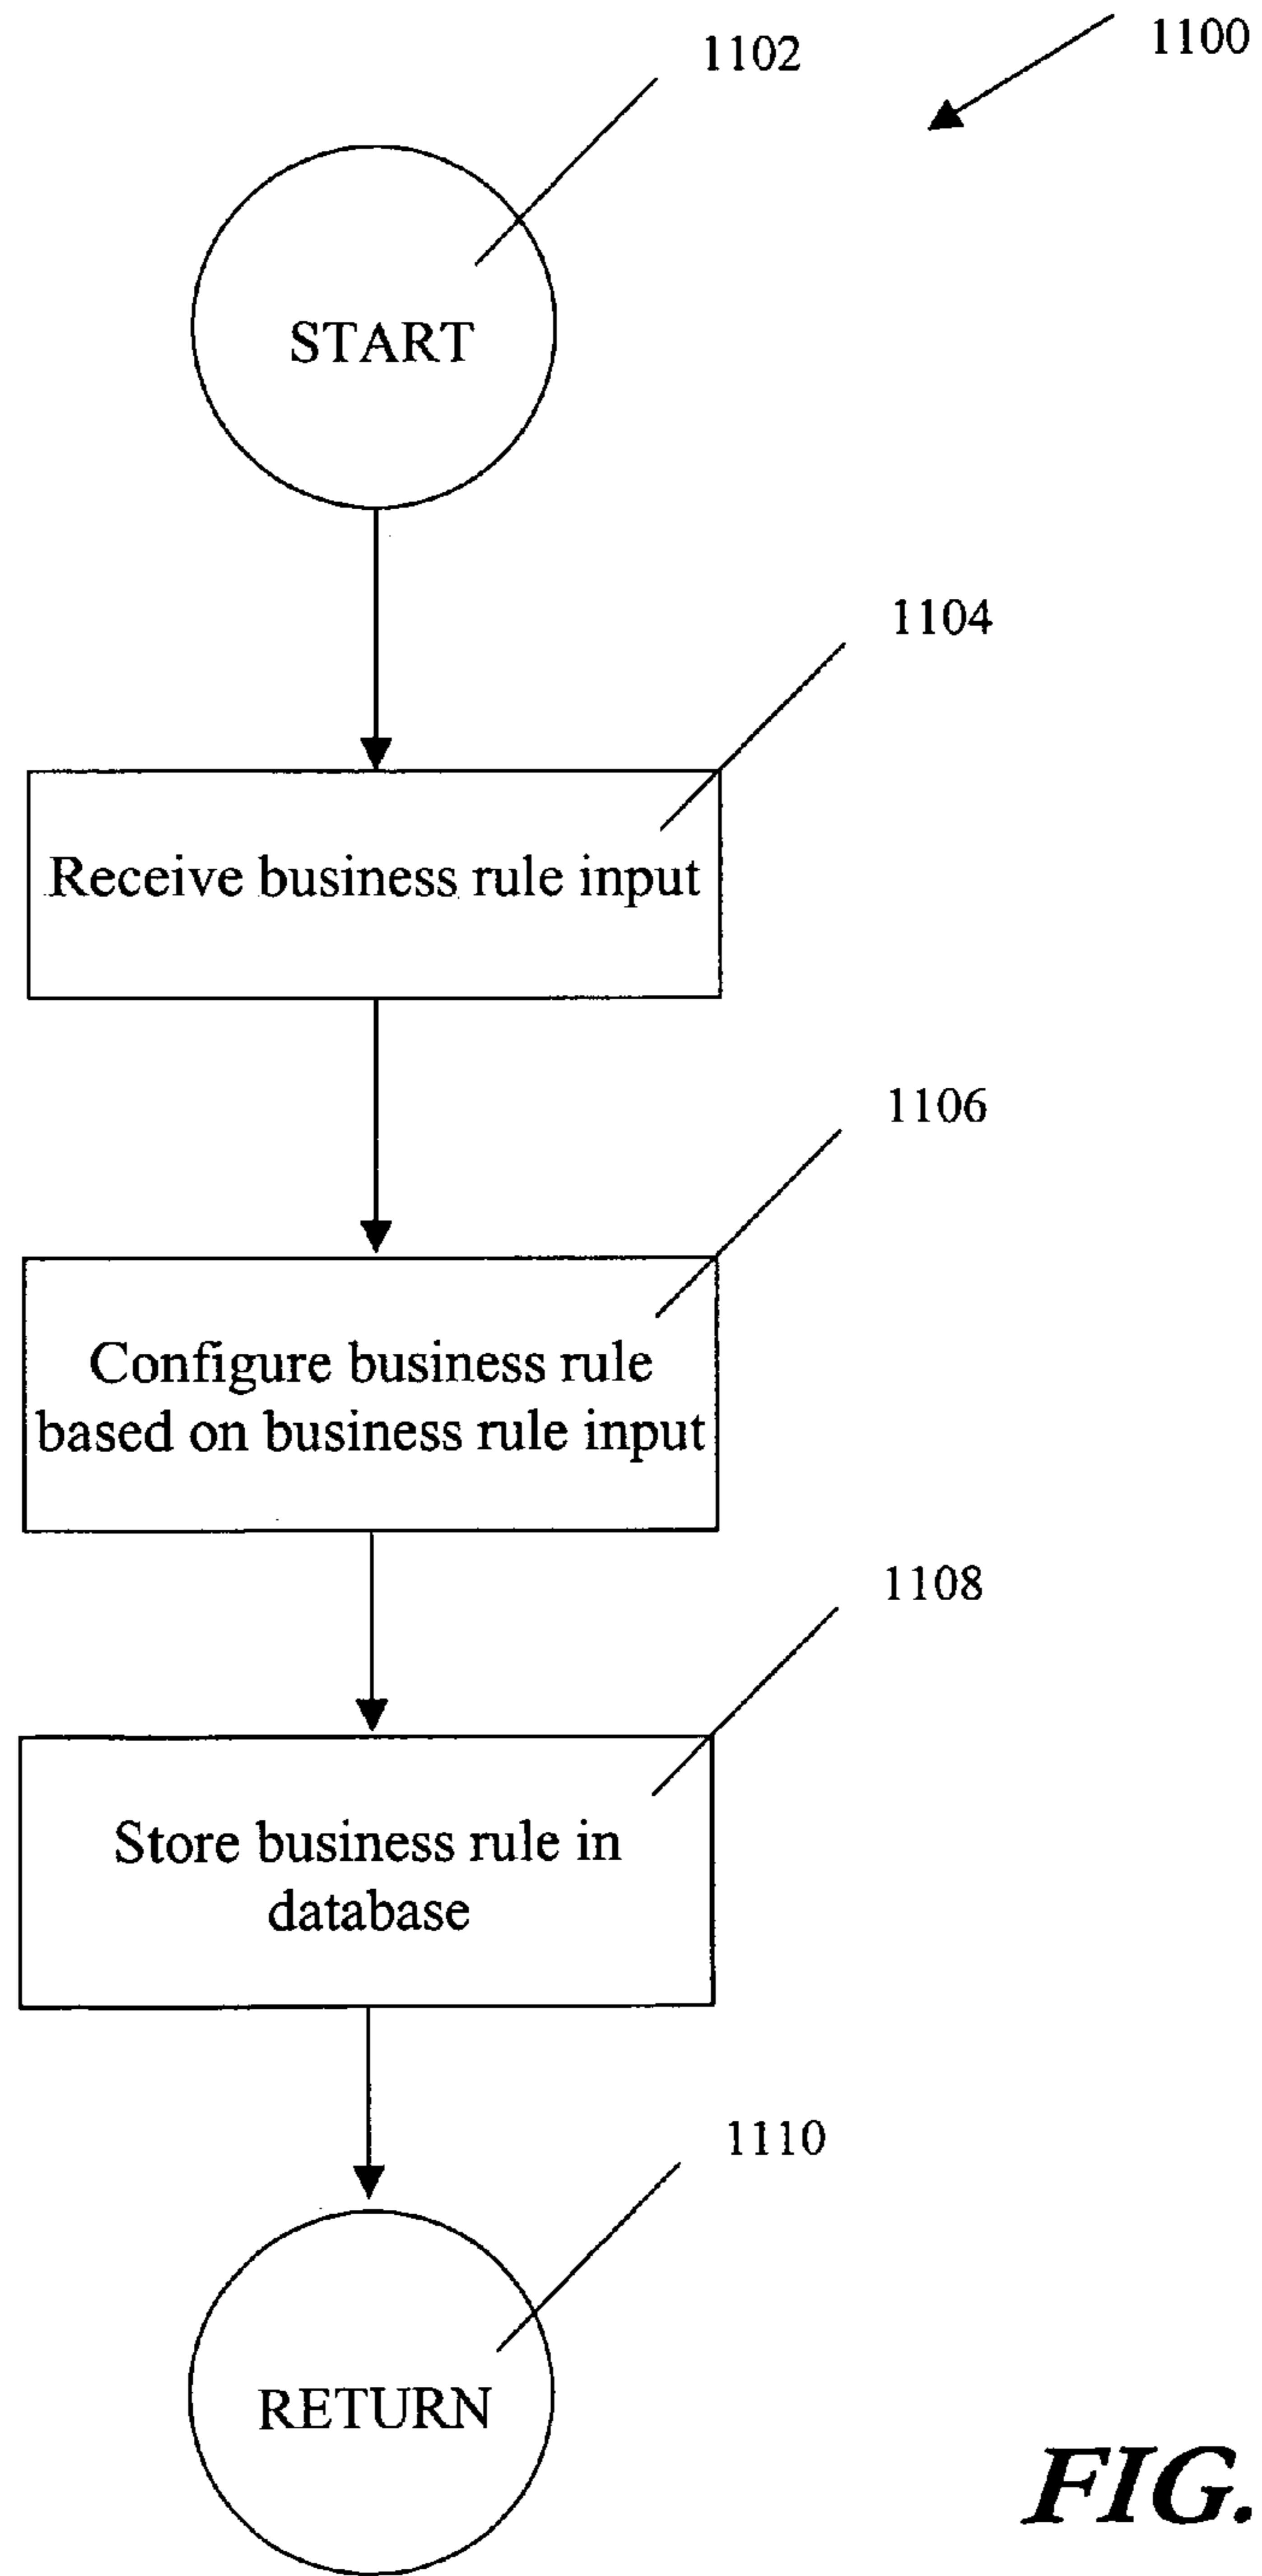 1100
1102
START
1104
Receive business rule input
1106
Configure business rule
based on business rule input
1108
Store business rule in
database
1110
RETURN
FIG.